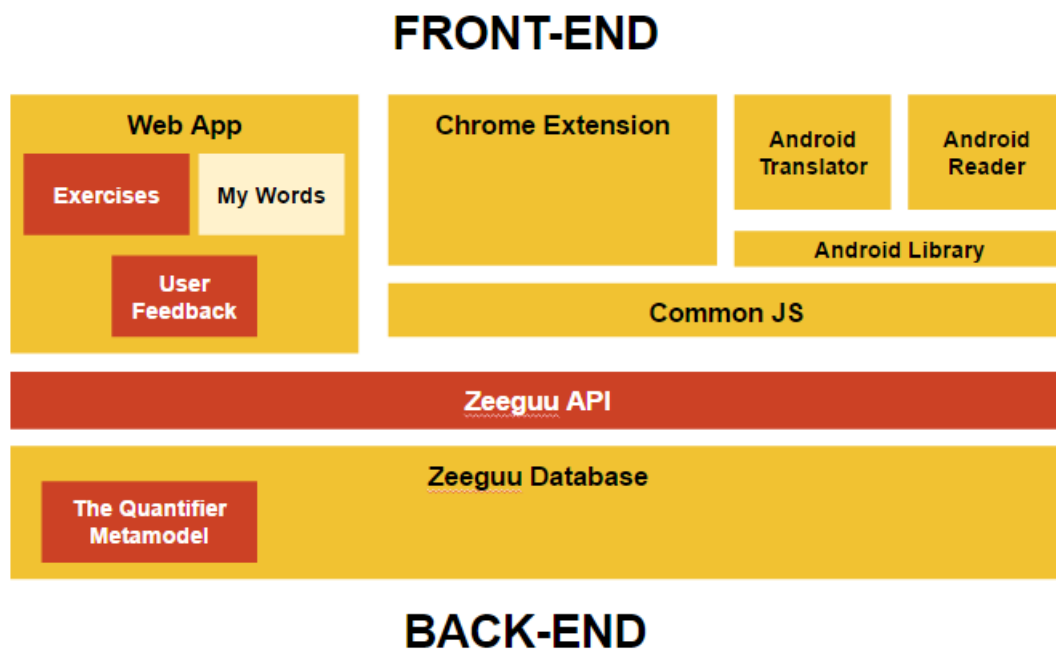 FRONT-END
Web App
Exercises
My Words
User
Feedback
Chrome Extension
Android
Translator
Android
Reader
Android Library
Common JS
Zeeguu API
Zeeguu Database
The Quantifier
Metamodel
BACK-END